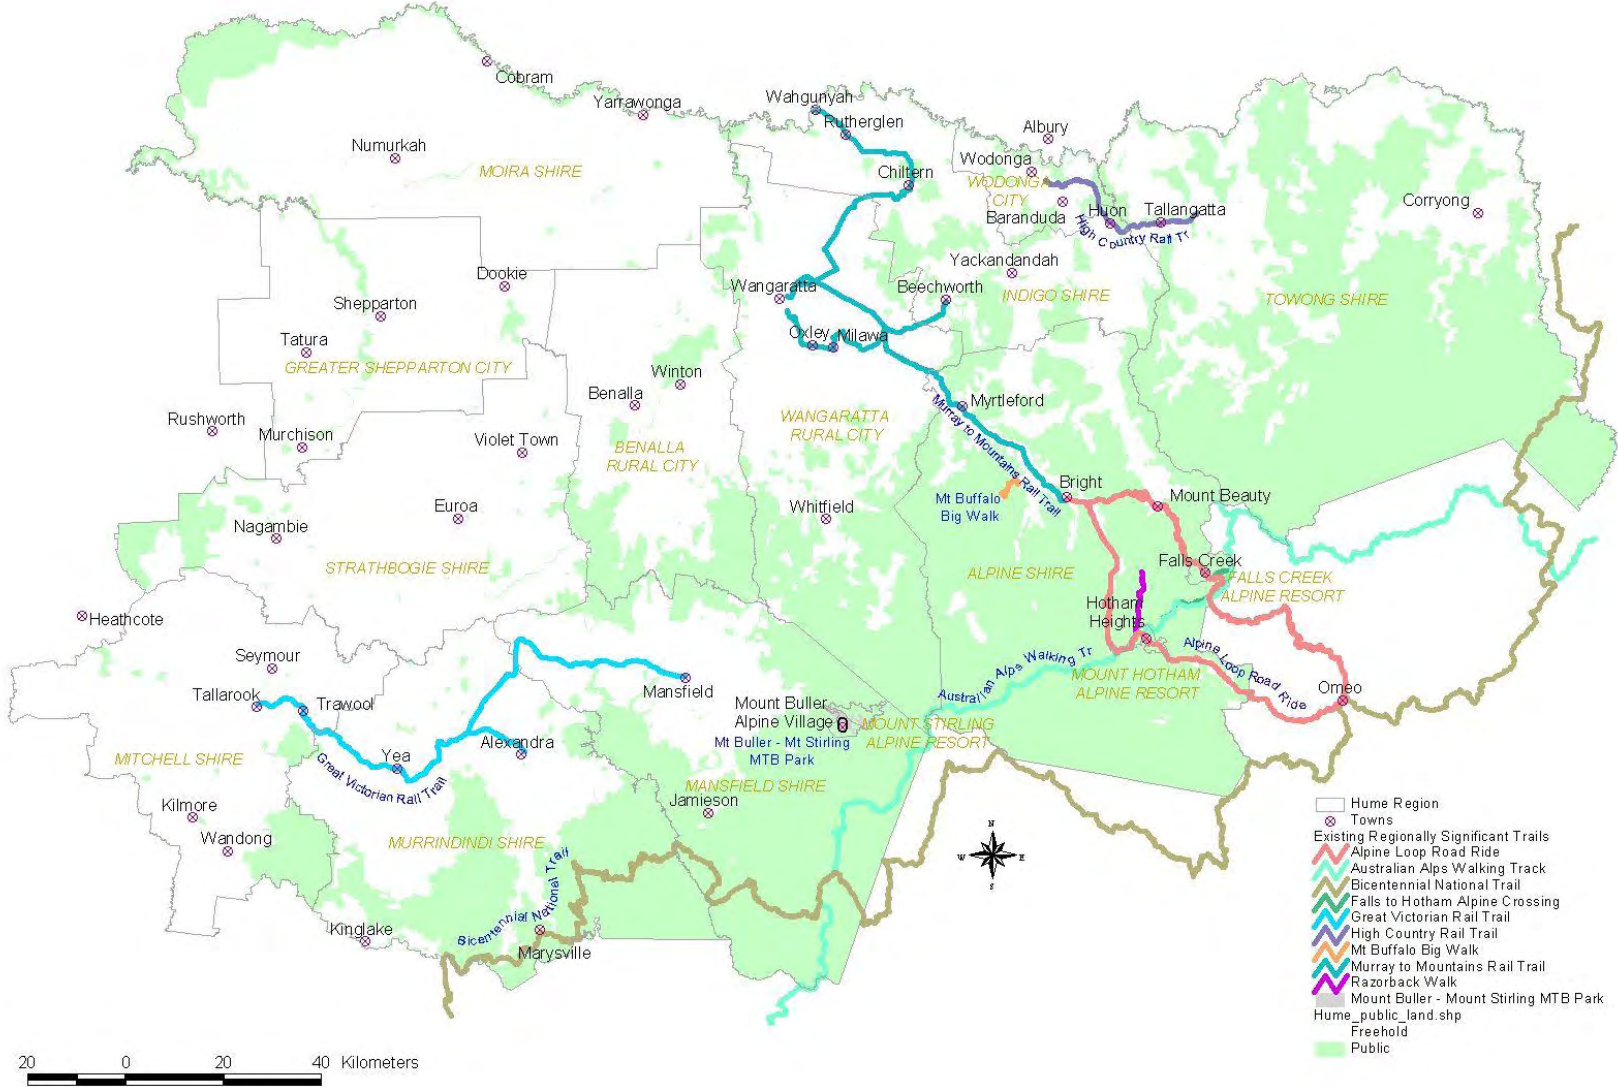 Cobram
Yarrawonga
Wahgunyah
Rutherglen
Albury
Numurkah
MOIRA SHIRE
Chiltern
Wodonga
WODONGA
CITY
Baranduda
Huon
Tallangatta
High Country Rail Tr
Corryong
Dookie
Yackandandah
Wangaratta
Beechworth
INDIGO SHIRE
TOWONG SHIRE
Shepparton
Tatura
Oxley
Milawa
GREATER SHEPPARTON CITY
Winton
Benalla
Myrtleford
Rushworth
Murchison
Violet Town
WANGARATTA
RURAL CITY
BENALLA
RURAL CITY
Murray to Mountains Rail Trail
Bright
Mount Beauty
Mt Buffalo
Big Walk
Euroa
Whitfield
Nagambie
STRATHBOGIE SHIRE
ALPINE SHIRE
Falls Creek
FALLS CREEK
ALPINE RESORT
Hotham
Heights
Heathcote
Seymour
Australian Alps Walking Tr
Alpine Loop Road Ride
MOUNT HOTHAM
ALPINE RESORT
Omeo
Tallarook
Trawool
Mansfield
Mount Buller
Alpine Village
MOUNT STIRLING
ALPINE RESORT
Mt Buller - Mt Stirling
MTB Park
Alexandra
Yea
MITCHELL SHIRE
Great Victorian Rail Trail
MANSFIELD SHIRE
Jamieson
Kilmore
Wandong
MURRINDINDI SHIRE
Bicentennial National Trail
Kinglake
Marysville
N
W E
S
Hume Region
Towns
Existing Regionally Significant Trails
Alpine Loop Road Ride
Australian Alps Walking Track
Bicentennial National Trail
Falls to Hotham Alpine Crossing
Great Victorian Rail Trail
High Country Rail Trail
Mt Buffalo Big Walk
Murray to Mountains Rail Trail
Razorback Walk
Mount Buller - Mount Stirling MTB Park
Hume_public_land.shp
Freehold
Public
20 0 20 40 Kilometers